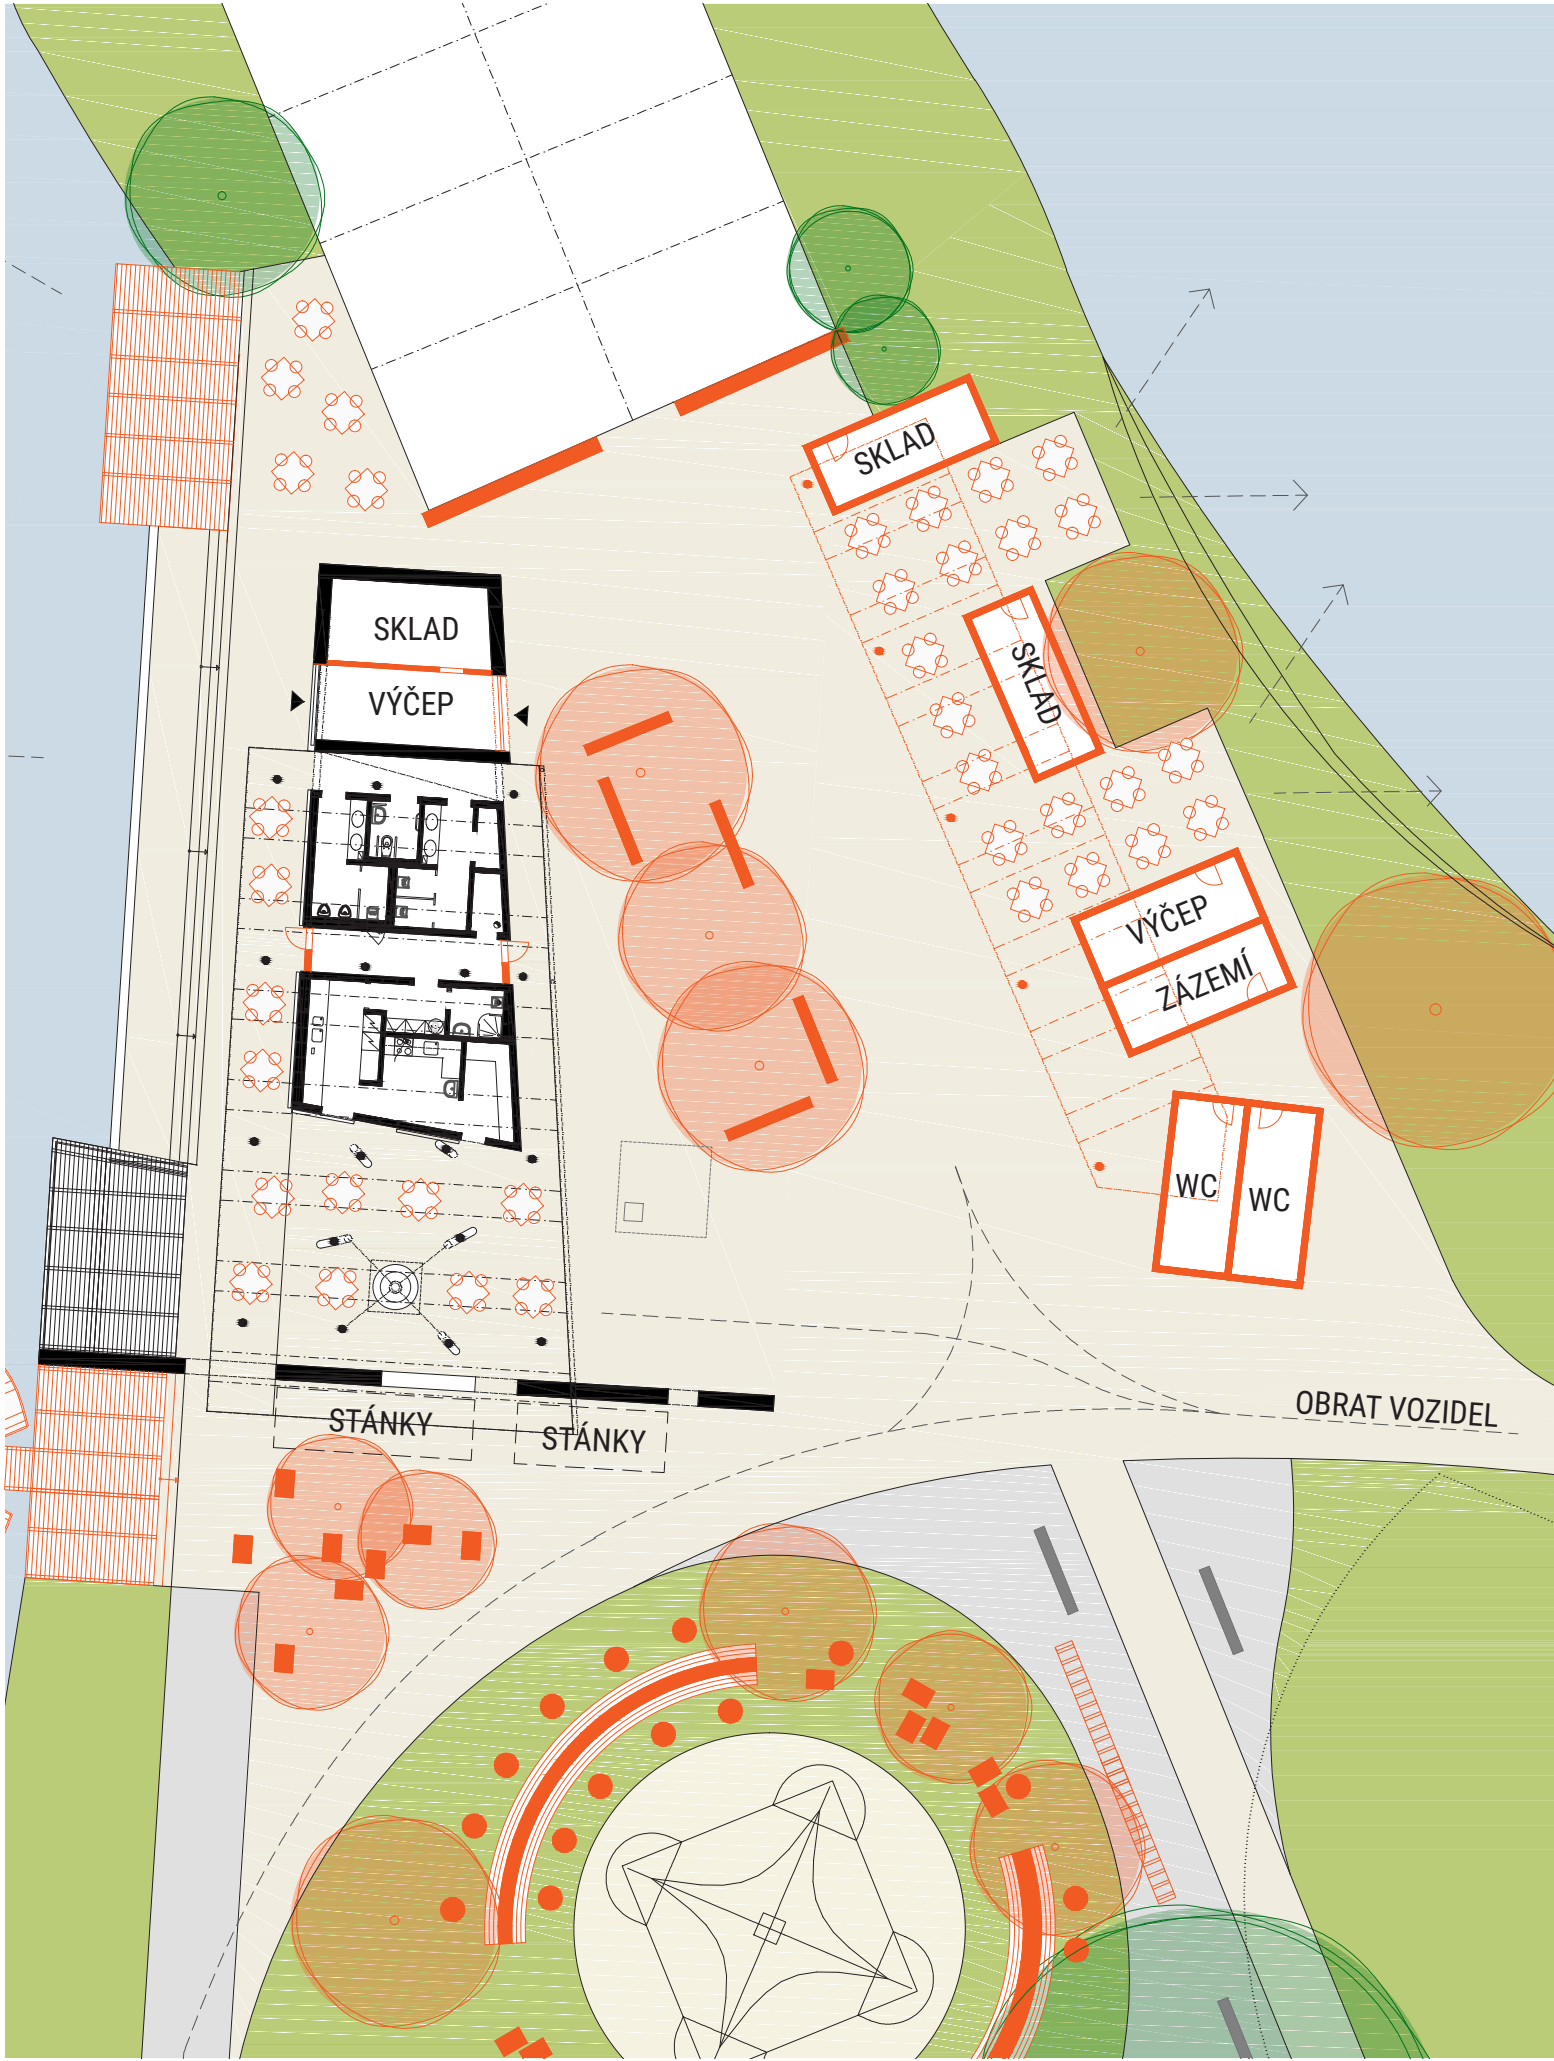 SKLAD
SKLAD
SKLAD
VÝČEP
VÝČEP
ZÁZEMÍ
WC
WC
OBRAT VOZIDEL
STÁNKY
STÁNKY